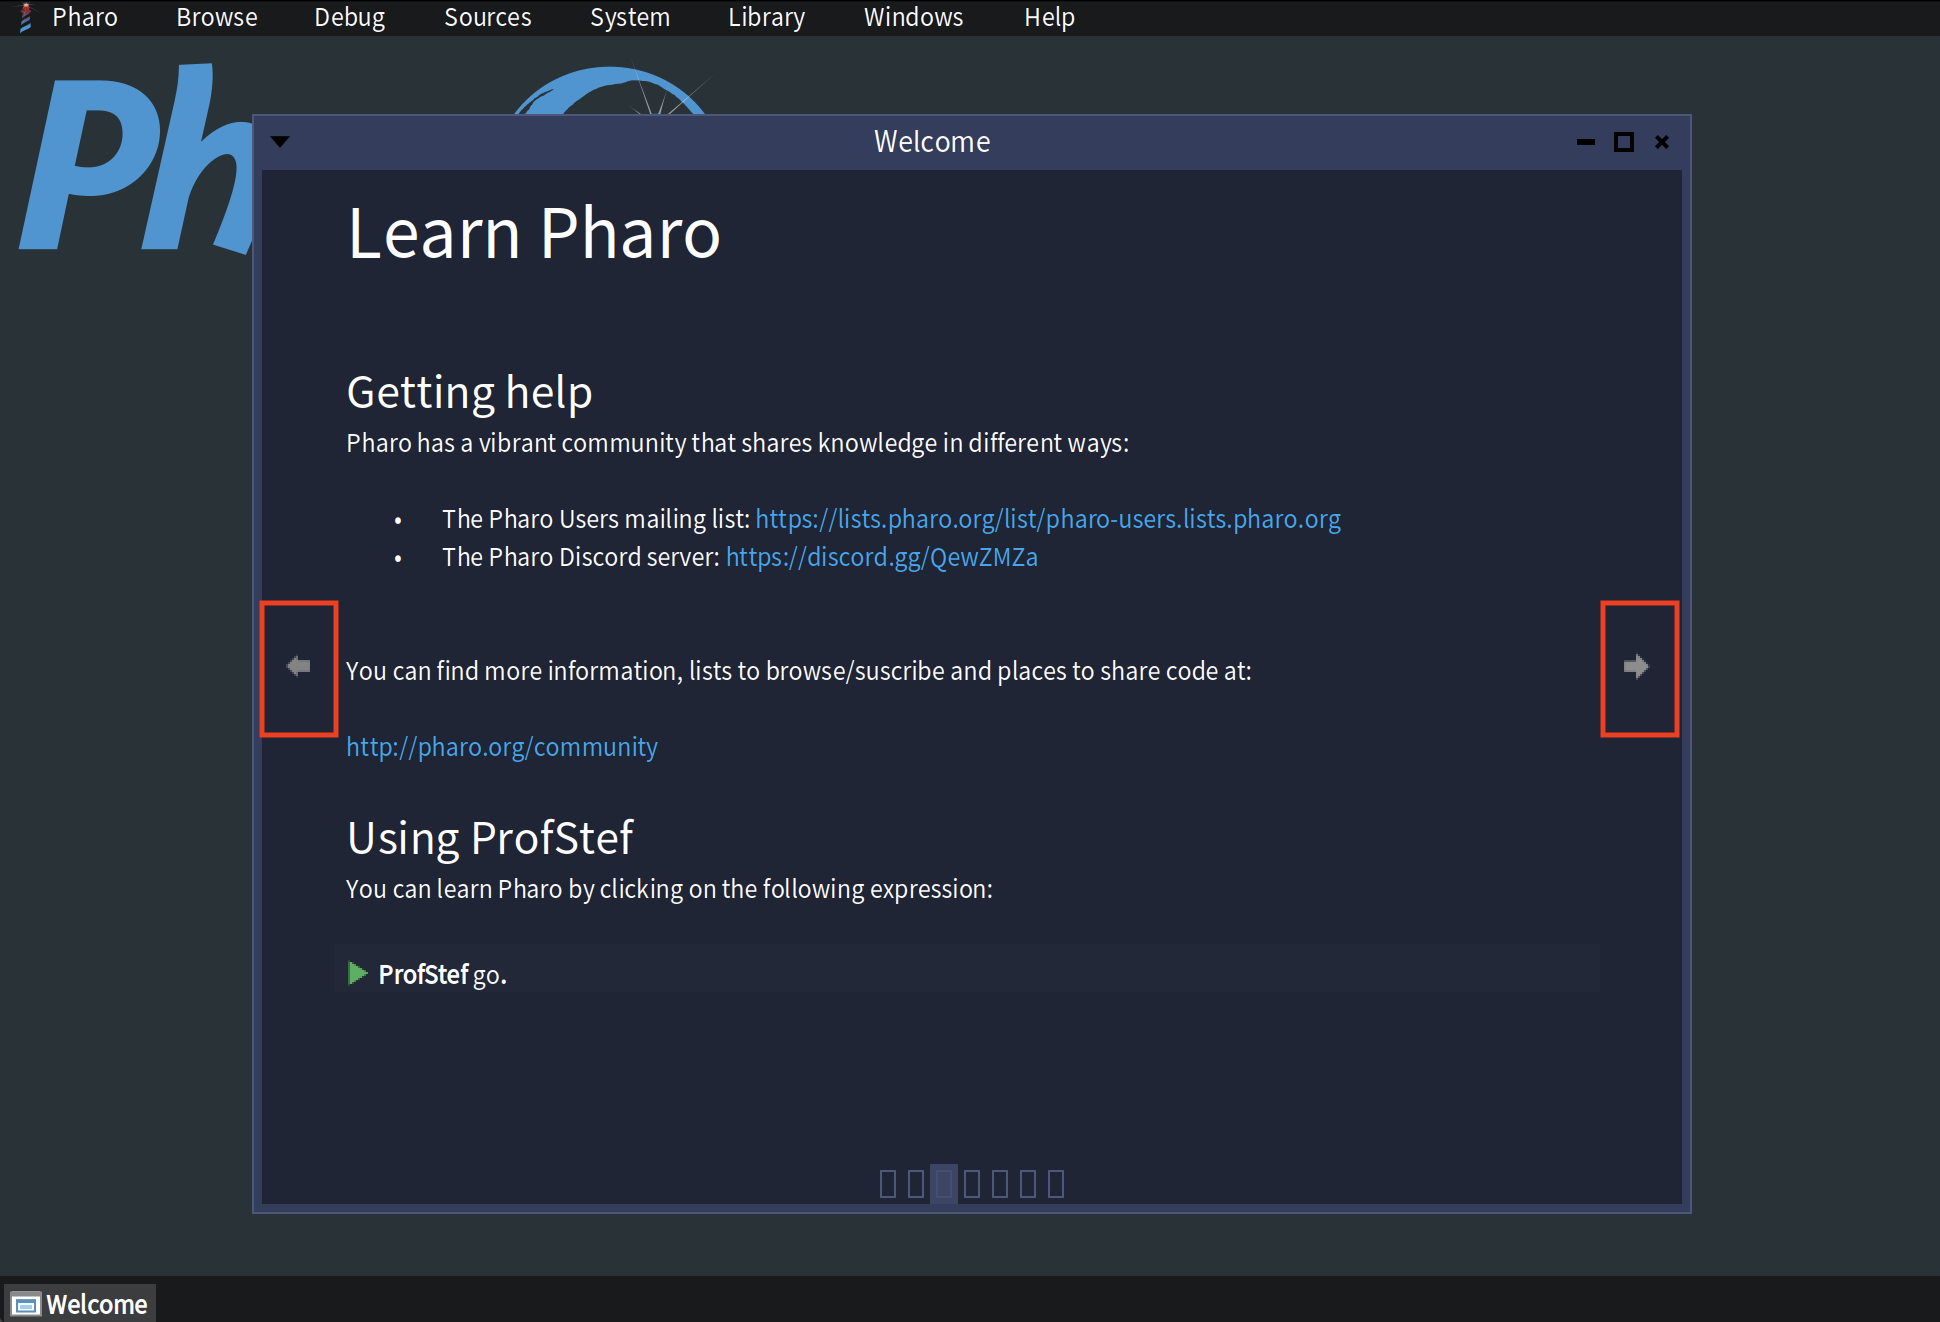 Pharo Browse Debug Sources System Library Windows Help
Ph
Welcome
Learn Pharo
Getting help
Pharo has a vibrant community that shares knowledge in different ways:
• The Pharo Users mailing list: https://lists.pharo.org/list/pharo-users.lists.pharo.org
• The Pharo Discord server: https://discord.gg/QewZMZa
You can find more information, lists to browse/suscribe and places to share code at:
http://pharo.org/community
Using ProfStef
You can learn Pharo by clicking on the following expression:
ProfStef go.
Welcome